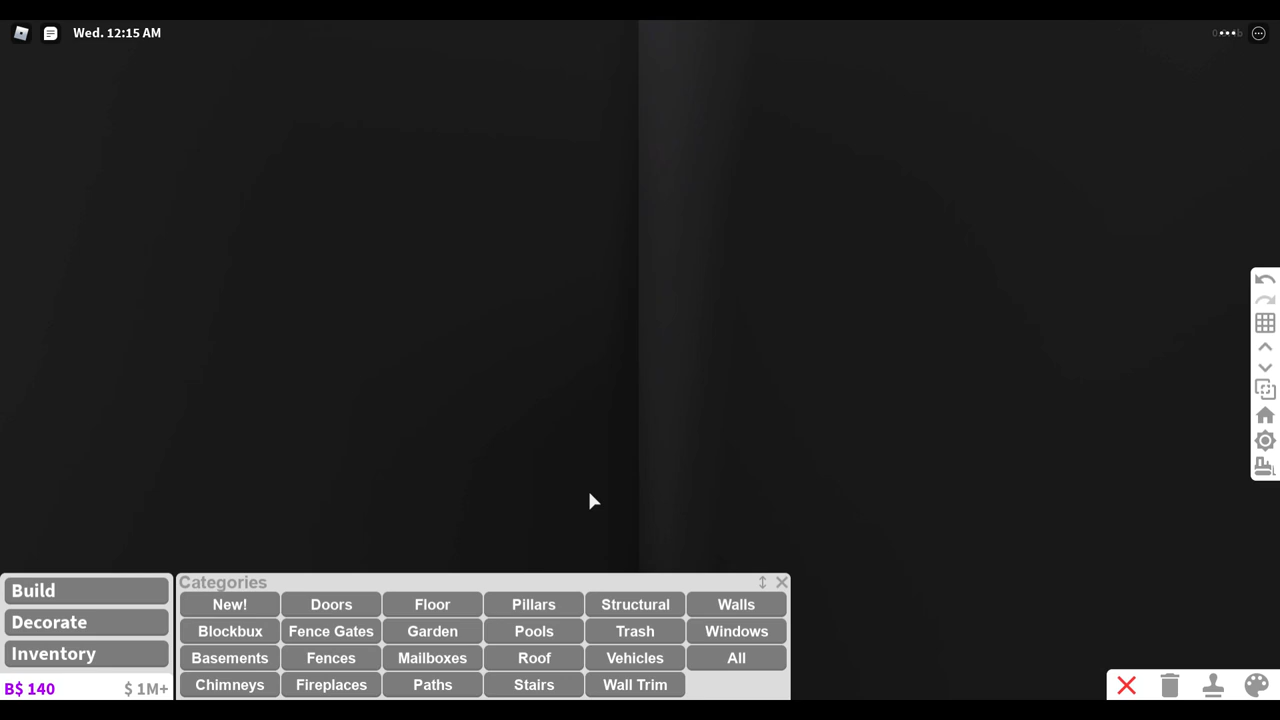 Wed. 12:15 AM
Build
Decorate
Inventory
B$ 140 $ 1M+
Categories
New! Doors Floor Pillars Structural Walls
Blockbux Fence Gates Garden Pools Trash Windows
Basements Fences Mailboxes Roof Vehicles All
Chimneys Fireplaces Paths Stairs Wall Trim